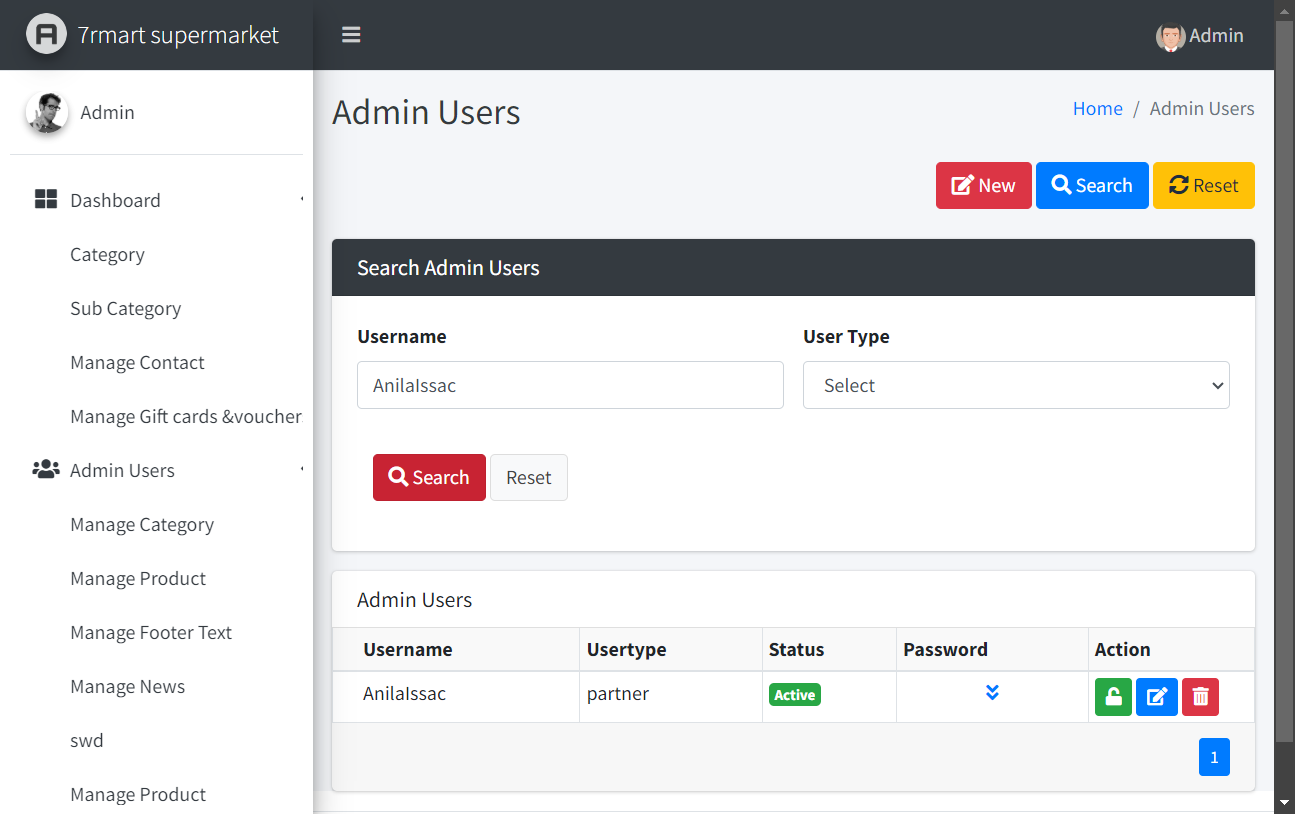 7rmart supermarket
Admin
Admin
Dashboard
Category
Sub Category
Manage Contact
Manage Gift cards &voucher
Admin Users
Manage Category
Manage Product
Manage Footer Text
Manage News
swd
Manage Product
Admin Users
Home / Admin Users
New Search Reset
Search Admin Users
Username User Type
AnilaIssac Select
Search Reset
Admin Users
Username Usertype Status Password Action
AnilaIssac partner Active
1